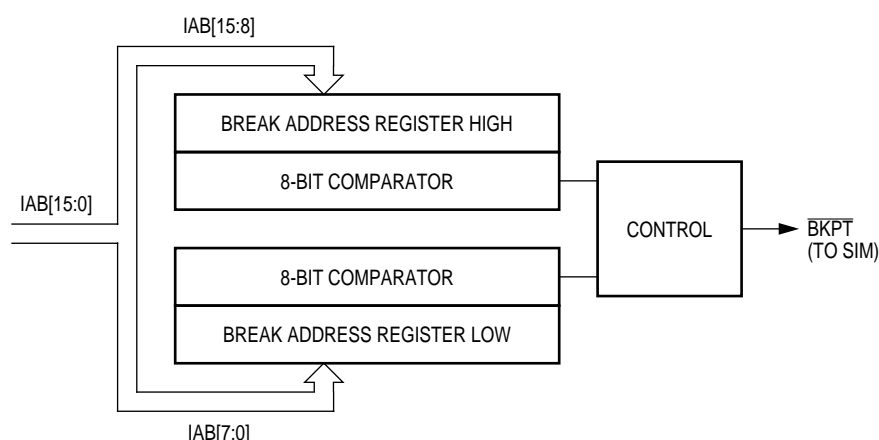 IAB[15:8]
BREAK ADDRESS REGISTER HIGH
8-BIT COMPARATOR
IAB[15:0]
CONTROL
BKPT
(TO SIM)
8-BIT COMPARATOR
BREAK ADDRESS REGISTER LOW
IAB[7:0]